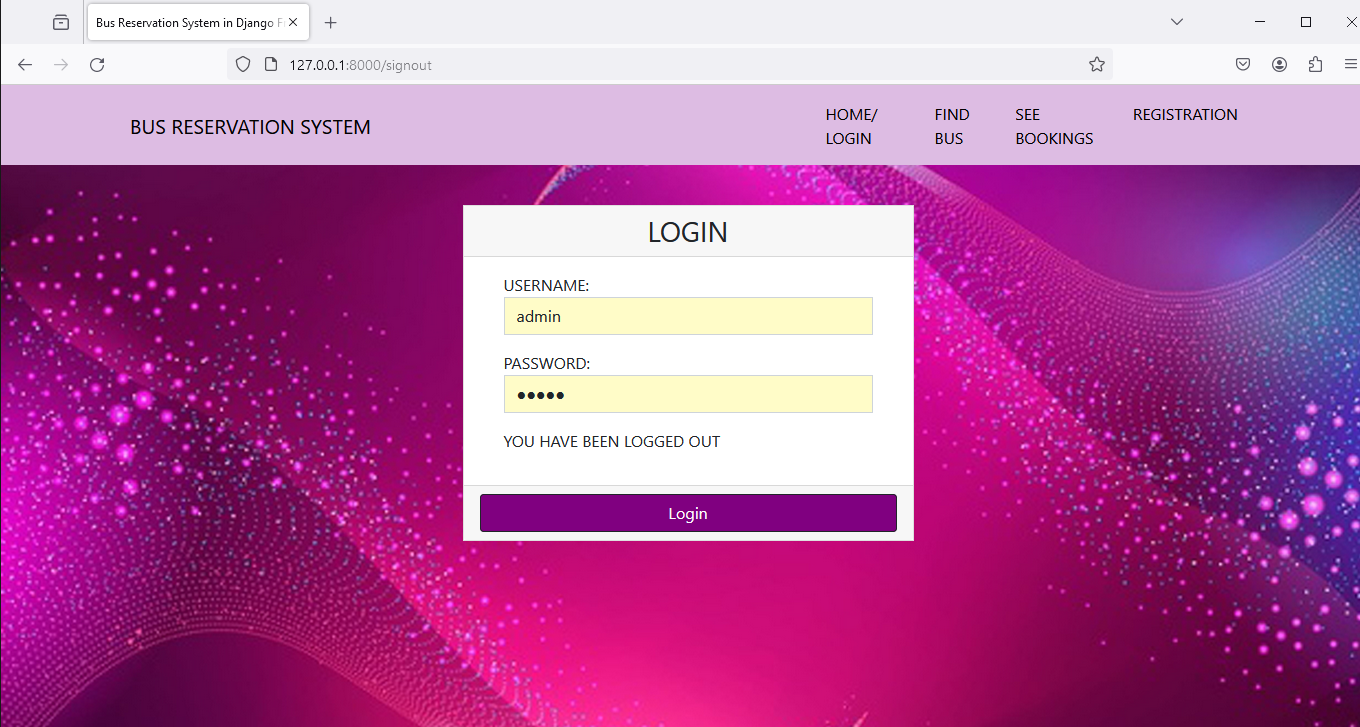 Bus Reservation System in Django F
127.0.0.1:8000/signout
BUS RESERVATION SYSTEM
HOME/
LOGIN
FIND
BUS
SEE
BOOKINGS
REGISTRATION
LOGIN
USERNAME:
admin
PASSWORD:
•••••
YOU HAVE BEEN LOGGED OUT
Login